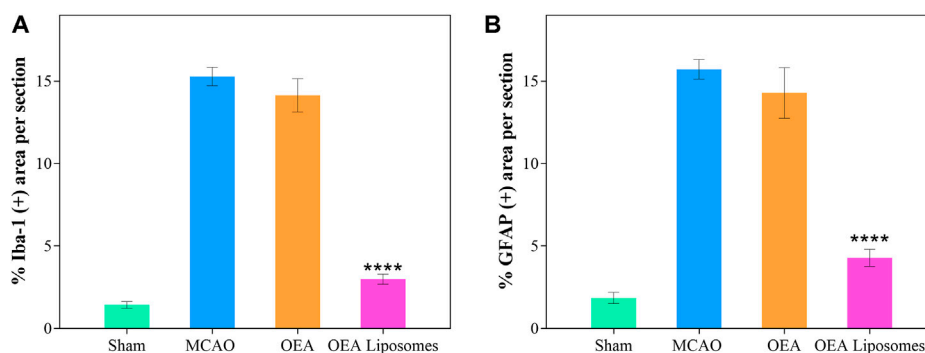 A
% Iba-1 (+) area per section
15
10
5
0
****
Sham MCAO OEA OEA Liposomes
B
% GFAP (+) area per section
15
10
5
0
****
Sham MCAO OEA OEA Liposomes